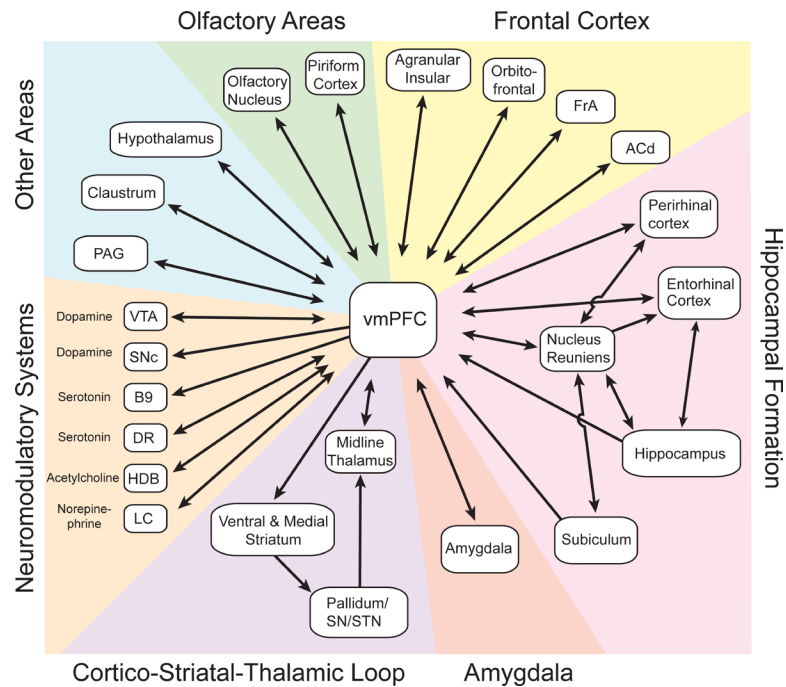 Olfactory Areas
Frontal Cortex
Other Areas
Olfactory
Nucleus
Piriform
Cortex
Agranular
Insular
Orbito-
frontal
FrA
ACd
Hypothalamus
Claustrum
PAG
Perirhinal
cortex
Entorhinal
Cortex
Nucleus
Reuniens
Hippocampus
Subiculum
Hippocampal Formation
vmPFC
Neuromodulatory Systems
Dopamine
VTA
Dopamine
SNc
Serotonin
B9
Serotonin
DR
Acetylcholine
HDB
Norepine-
phrine
LC
Midline
Thalamus
Ventral & Medial
Striatum
Pallidum/
SN/STN
Amygdala
Cortico-Striatal-Thalamic Loop
Amygdala